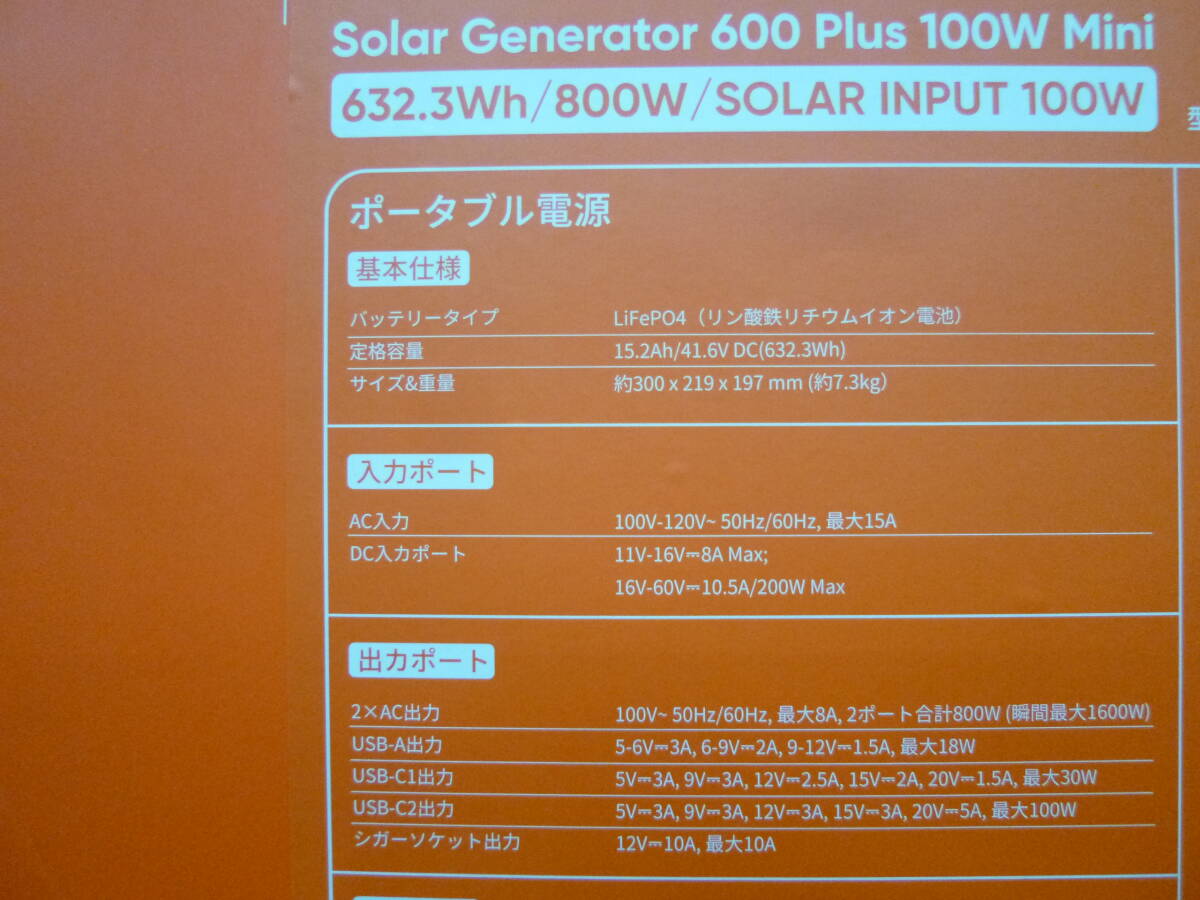 Solar Generator 600 Plus 100W Mini
632.3Wh/800W/SOLAR INPUT 100W
ポータブル電源
基本仕様
バッテリータイプ LiFePO4（リン酸鉄リチウムイオン電池）
定格容量 15.2Ah/41.6V DC(632.3Wh)
サイズ&重量 約300 x 219 x 197 mm (約7.3kg)
入力ポート
AC入力 100V-120V~ 50Hz/60Hz, 最大15A
DC入力ポート 11V-16V⎓8A Max;
16V-60V⎓10.5A/200W Max
出力ポート
2×AC出力 100V~ 50Hz/60Hz, 最大8A, 2ポート合計800W (瞬間最大1600W)
USB-A出力 5-6V⎓3A, 6-9V⎓2A, 9-12V⎓1.5A, 最大18W
USB-C1出力 5V⎓3A, 9V⎓3A, 12V⎓2.5A, 15V⎓2A, 20V⎓1.5A, 最大30W
USB-C2出力 5V⎓3A, 9V⎓3A, 12V⎓3A, 15V⎓3A, 20V⎓5A, 最大100W
シガーソケット出力 12V⎓10A, 最大10A